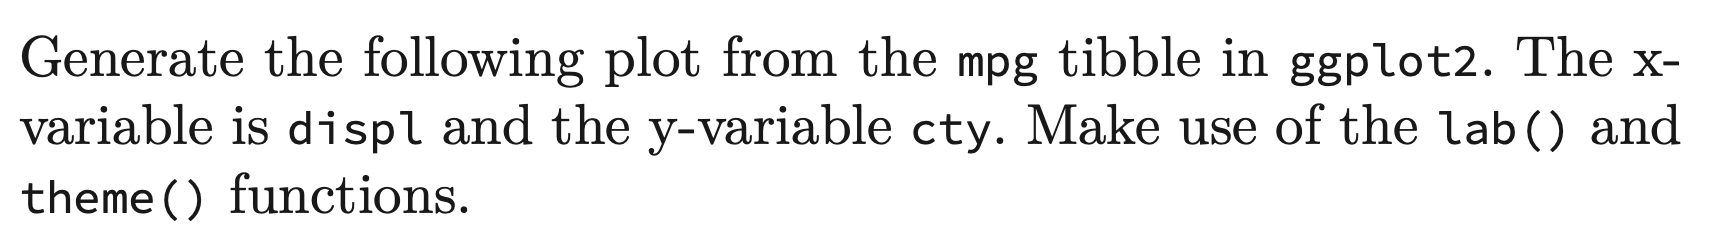 Generate the following plot from the mpg tibble in ggplot2. The x-
variable is displ and the y-variable cty. Make use of the lab() and
theme() functions.